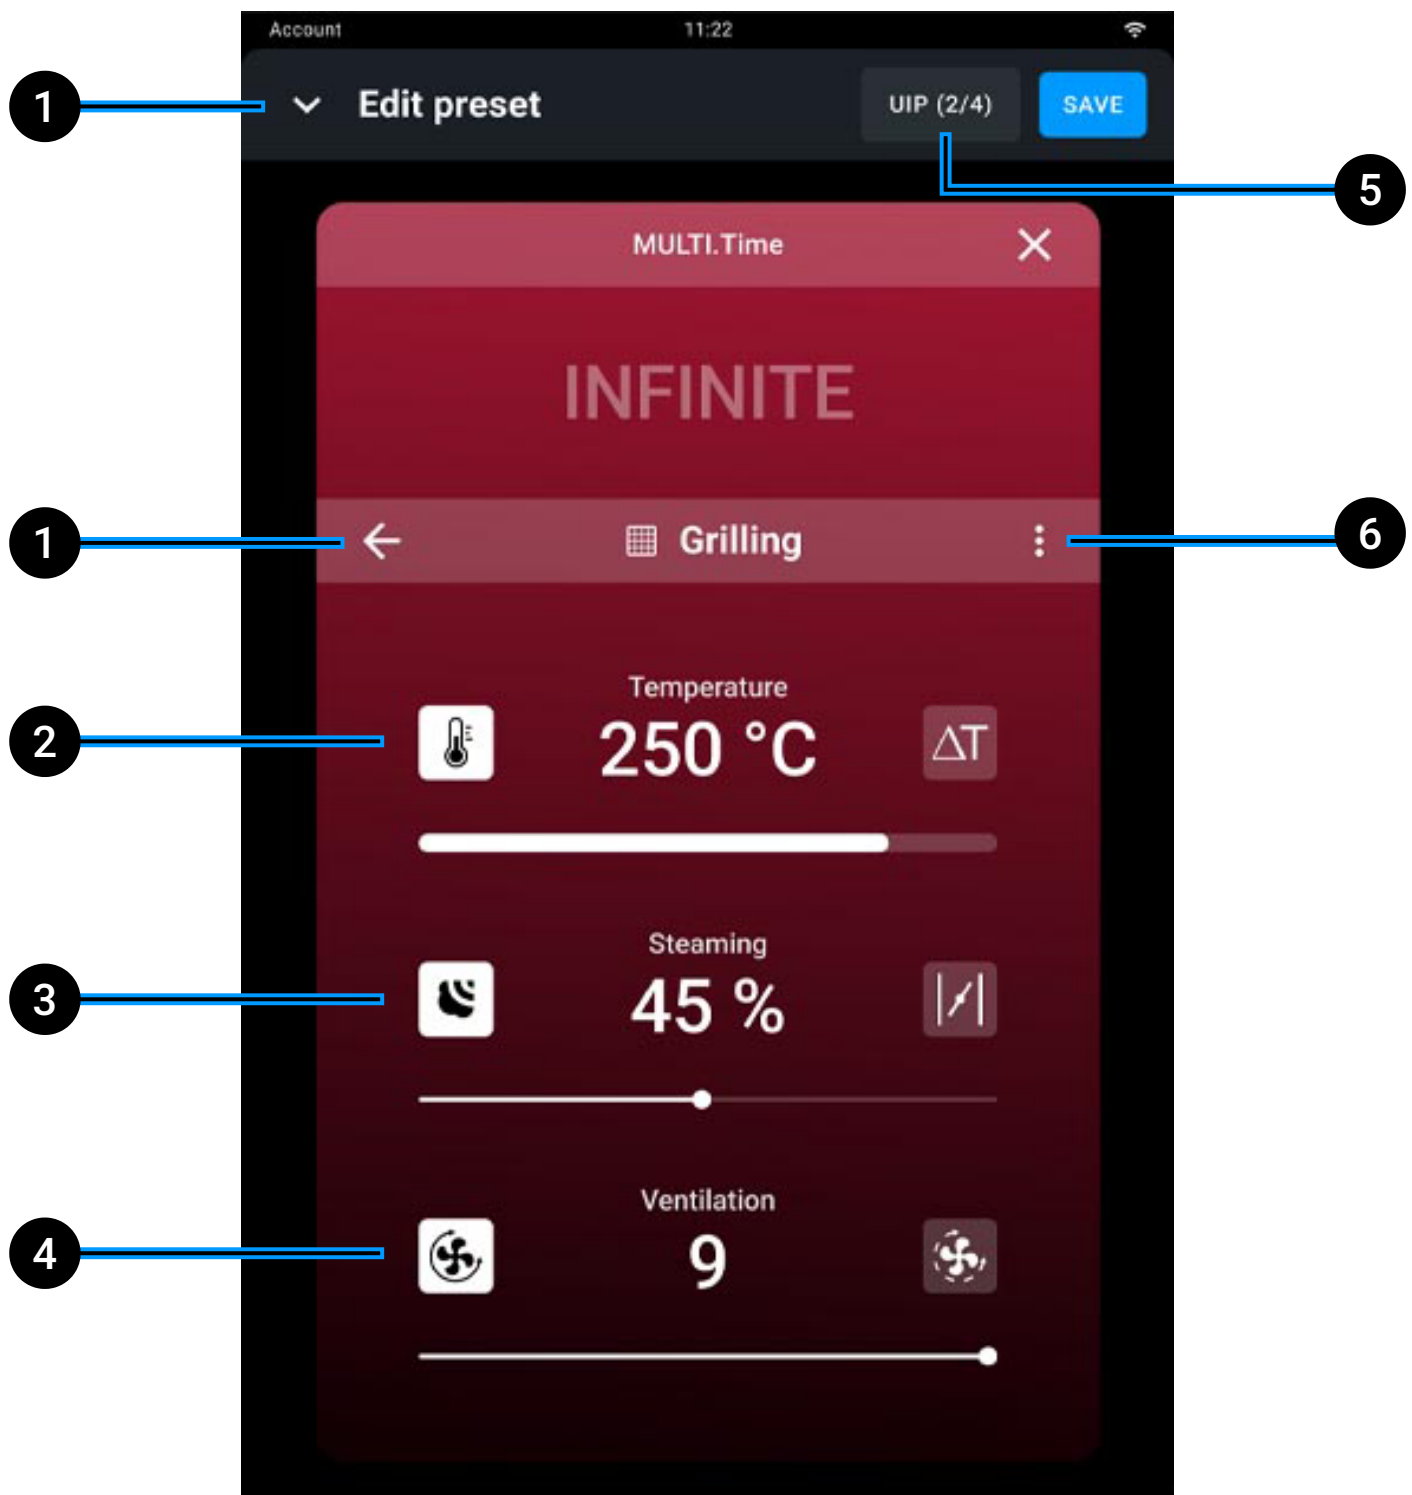 Account 11:22
1 Edit preset UIP (2/4) SAVE
5
MULTI.Time
INFINITE
1 Grilling 6
Temperature
2 250 °C ΔT
Steaming
3 45 %
Ventilation
4 9